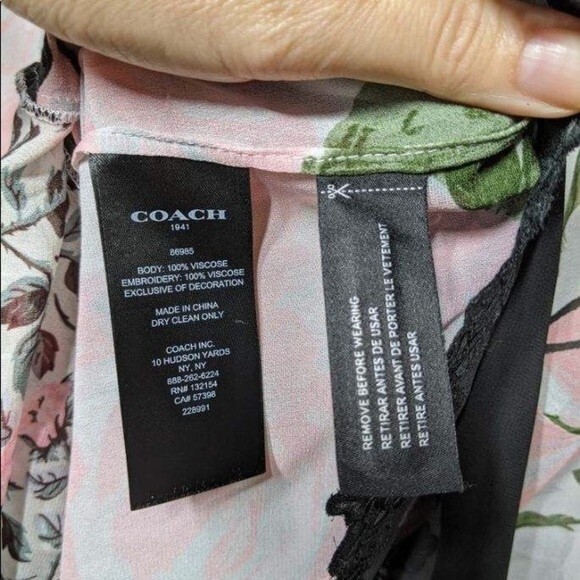 COACH
1941
86985
BODY: 100% VISCOSE
EMBROIDERY: 100% VISCOSE
EXCLUSIVE OF DECORATION
MADE IN CHINA
DRY CLEAN ONLY
COACH INC.
10 HUDSON YARDS
NY, NY
888-262-6224
RN# 132154
CA# 57398
228991
REMOVE BEFORE WEARING
RETIRAR ANTES DE USAR
RETIRER AVANT DE PORTER LE VETEMENT
RETIRE ANTES DE USAR